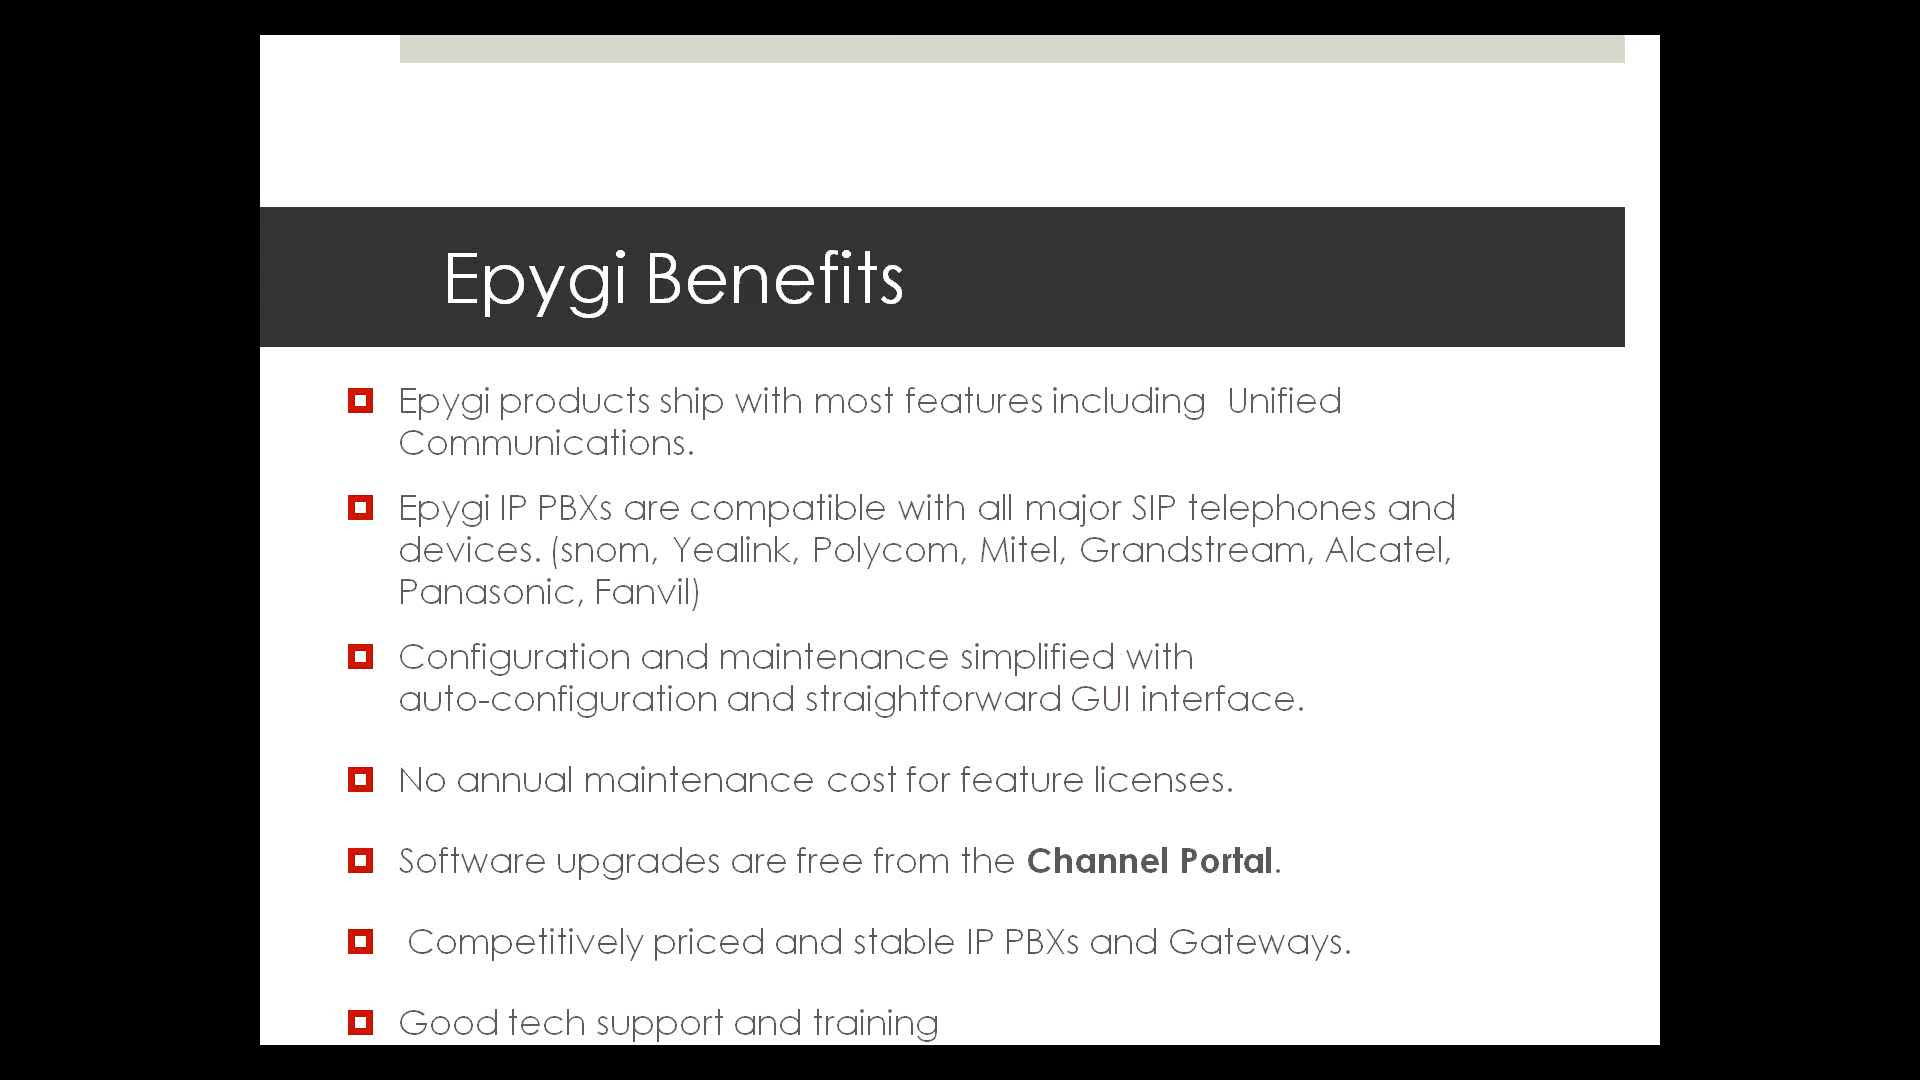 Epygi Benefits
Epygi products ship with most features including  Unified
Communications.
Epygi IP PBXs are compatible with all major SIP telephones and
devices. (snom, Yealink, Polycom, Mitel, Grandstream, Alcatel,
Panasonic, Fanvil)
Configuration and maintenance simplified with
auto-configuration and straightforward GUI interface.
No annual maintenance cost for feature licenses.
Software upgrades are free from the Channel Portal.
Competitively priced and stable IP PBXs and Gateways.
Good tech support and training